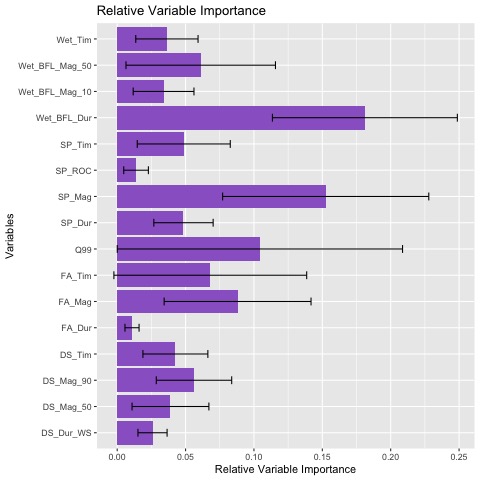 Relative Variable Importance
Variables
Wet_Tim
Wet_BFL_Mag_50
Wet_BFL_Mag_10
Wet_BFL_Dur
SP_Tim
SP_ROC
SP_Mag
SP_Dur
Q99
FA_Tim
FA_Mag
FA_Dur
DS_Tim
DS_Mag_90
DS_Mag_50
DS_Dur_WS
0.00 0.05 0.10 0.15 0.20 0.25
Relative Variable Importance